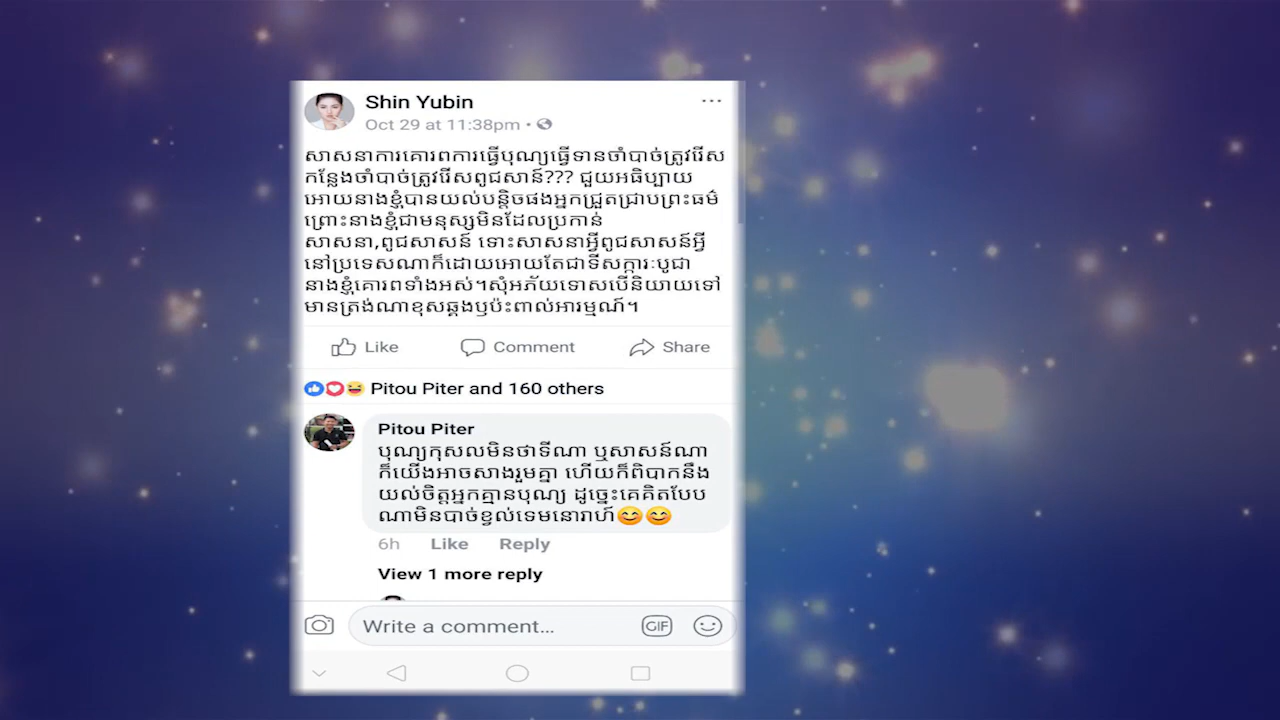 Shin Yubin
Oct 29 at 11:38pm
សាសនាការគោរពការធ្វើបុណ្យធ្វើទានចាំបាច់ត្រូវរើស
កន្លែងចាំបាច់ត្រូវរើសពូជសាន៍??? ជួយអធិប្បាយ
អោយនាងខ្ញុំបានយល់បន្តិចផងអ្នកជ្រួតជ្រាបព្រះធម៌
ព្រោះនាងខ្ញុំជាមនុស្សមិនដែលប្រកាន់
សាសនា,ពូជសាសន៍ ទោះសាសនាអ្វីពូជសាសន៍អ្វី
នៅប្រទេសណាក៏ដោយអោយតែជាទីសក្ការៈបូជា
នាងខ្ញុំគោរពទាំងអស់។សុំអភ័យទោសបើនិយាយទៅ
មានត្រង់ណាខុសឆ្គងឫប៉ះពាល់អារម្មណ៍។
Like Comment Share
Pitou Piter and 160 others
Pitou Piter
បុណ្យកុសលមិនថាទីណា ឬសាសន៍ណា
ក៏យើងអាចសាងរួមគ្នា ហើយក៏ពិបាកនឹង
យល់ចិត្តអ្នកគ្មានបុណ្យ ដូច្នេះគេគិតបែប
ណាមិនបាច់ខ្វល់ទេមនោរាហ៍😊😊
6h Like Reply
View 1 more reply
Write a comment... GIF